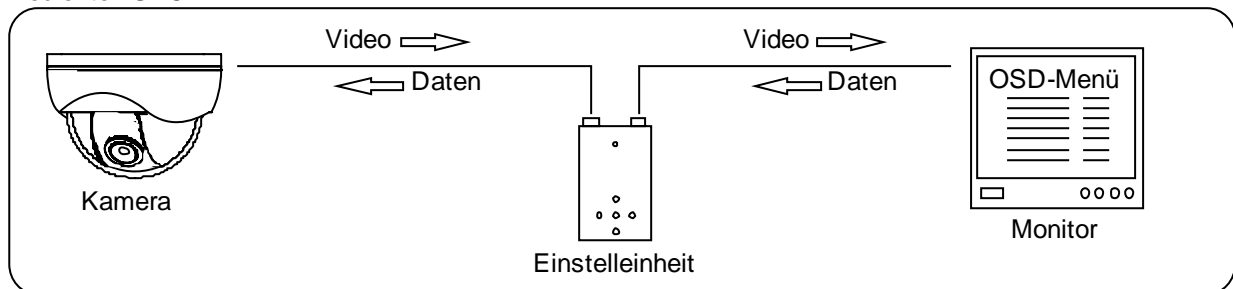 Video
Video
Daten
Daten
OSD-Menü
Kamera
Einstelleinheit
Monitor